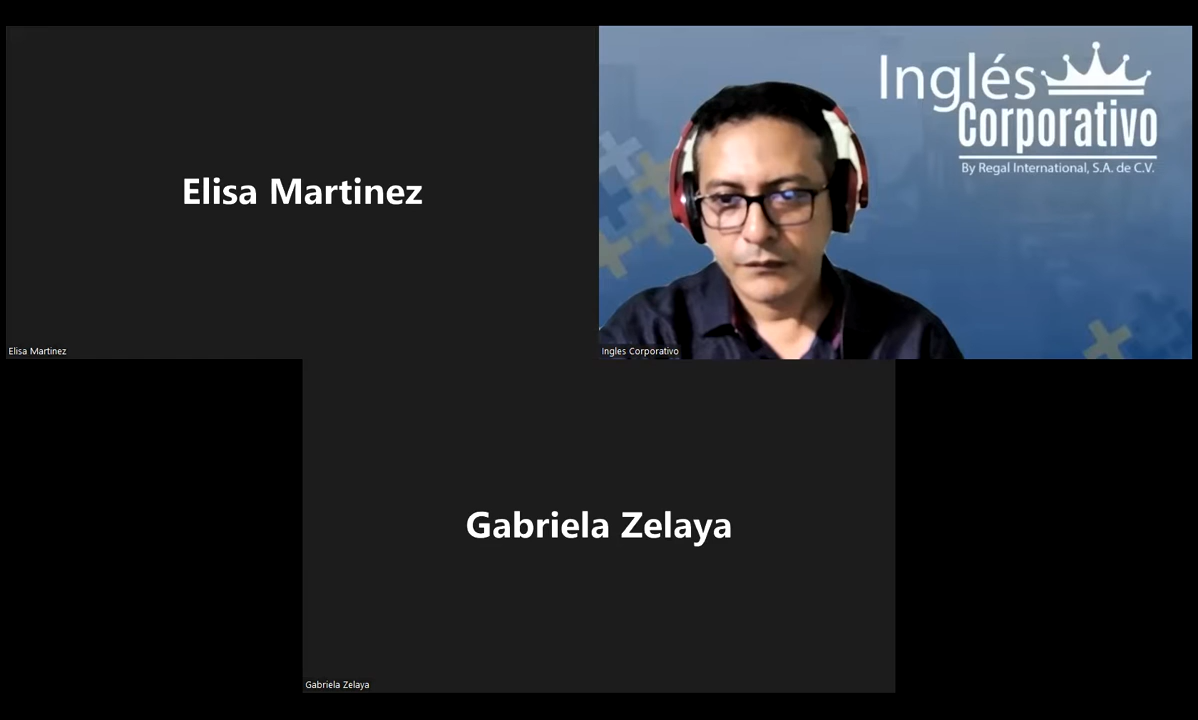 Elisa Martinez
Elisa Martinez
Inglés
Corporativo
By Regal International, S.A. de C.V.
Ingles Corporativo
Gabriela Zelaya
Gabriela Zelaya